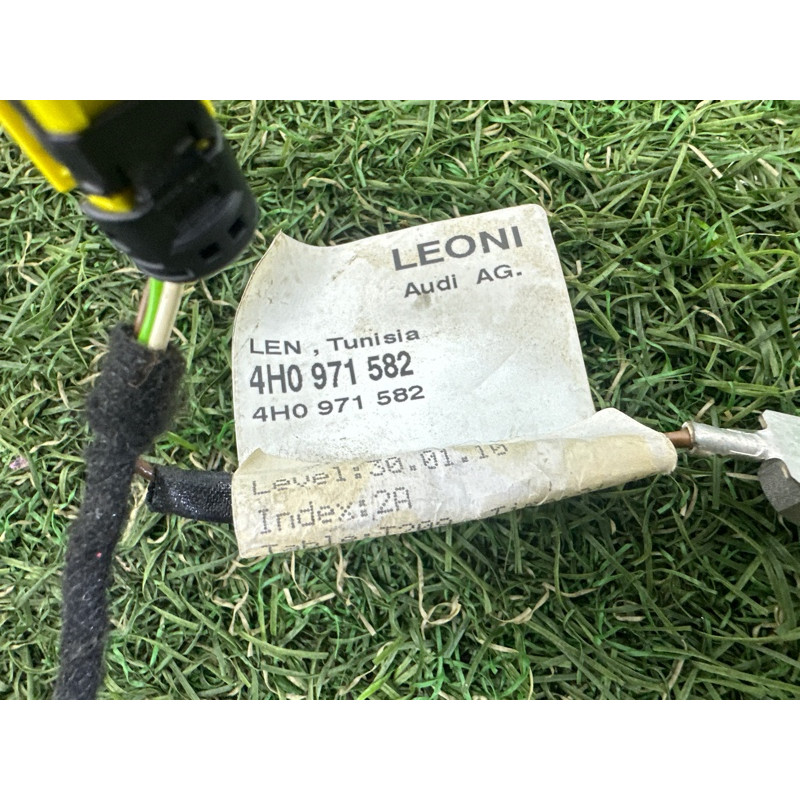 LEONI
Audi AG.
LEN , Tunisia
4H0 971 582
4H0 971 582
Level:30.01.10
Index:2A